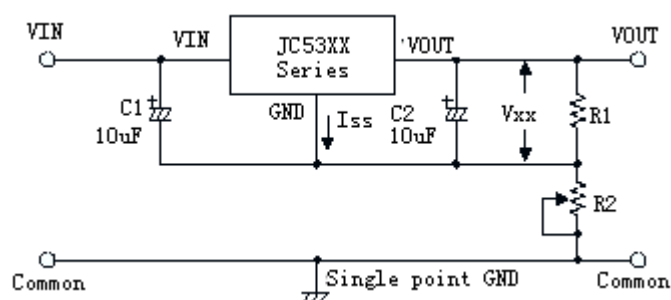 VIN
VIN
JC53XX
Series
VOUT
VOUT
GND
Iss
C1
10uF
C2
10uF
Vxx
R1
R2
Single point GND
Common
Common